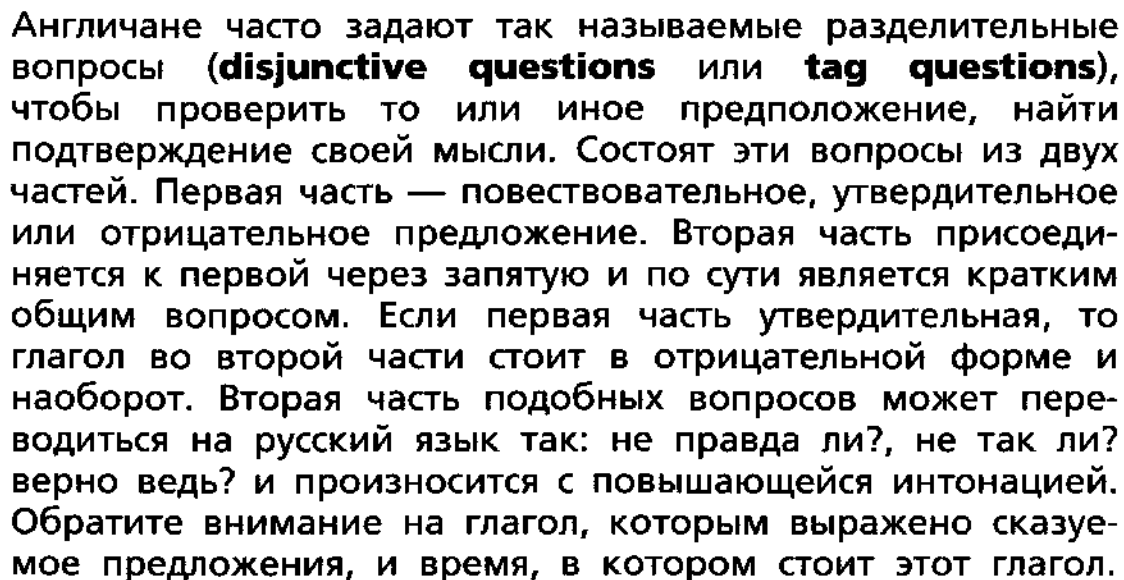 Англичане часто задают так называемые разделительные
вопросы (disjunctive questions или tag questions),
чтобы проверить то или иное предположение, найти
подтверждение своей мысли. Состоят эти вопросы из двух
частей. Первая часть — повествовательное, утвердительное
или отрицательное предложение. Вторая часть присоеди-
няется к первой через запятую и по сути является кратким
общим вопросом. Если первая часть утвердительная, то
глагол во второй части стоит в отрицательной форме и
наоборот. Вторая часть подобных вопросов может пере-
водиться на русский язык так: не правда ли?, не так ли?
верно ведь? и произносится с повышающейся интонацией.
Обратите внимание на глагол, которым выражено сказуе-
мое предложения, и время, в котором стоит этот глагол.